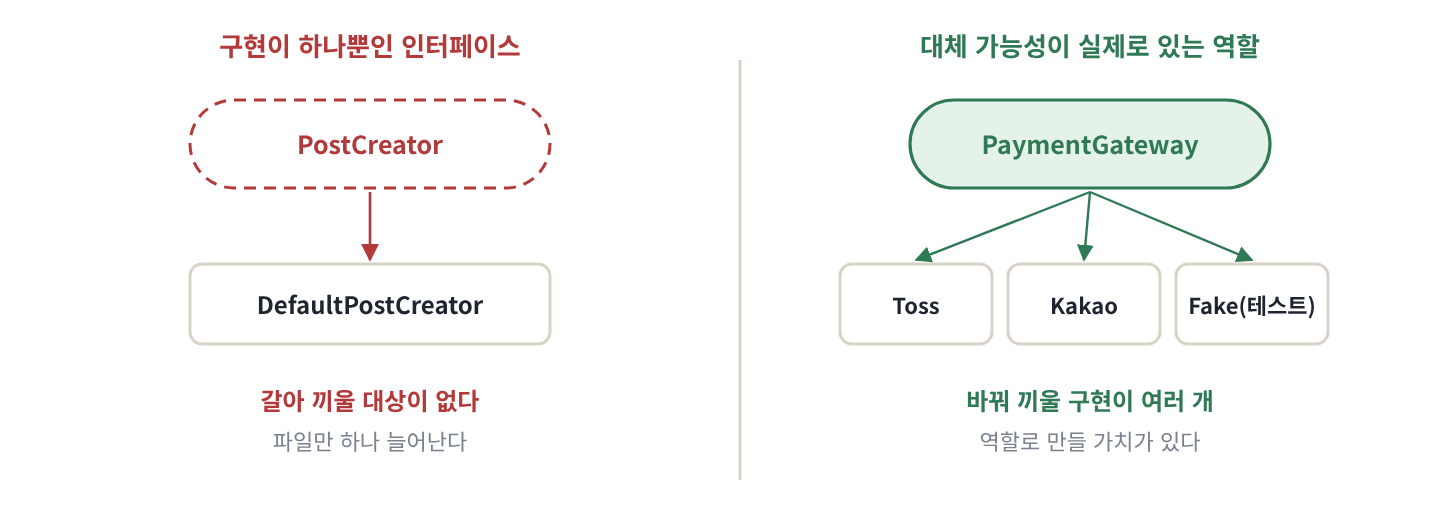 구현이 하나뿐인 인터페이스
PostCreator
DefaultPostCreator
갈아 끼울 대상이 없다
파일만 하나 늘어난다
대체 가능성이 실제로 있는 역할
PaymentGateway
Toss
Kakao
Fake(테스트)
바꿔 끼울 구현이 여러 개
역할로 만들 가치가 있다